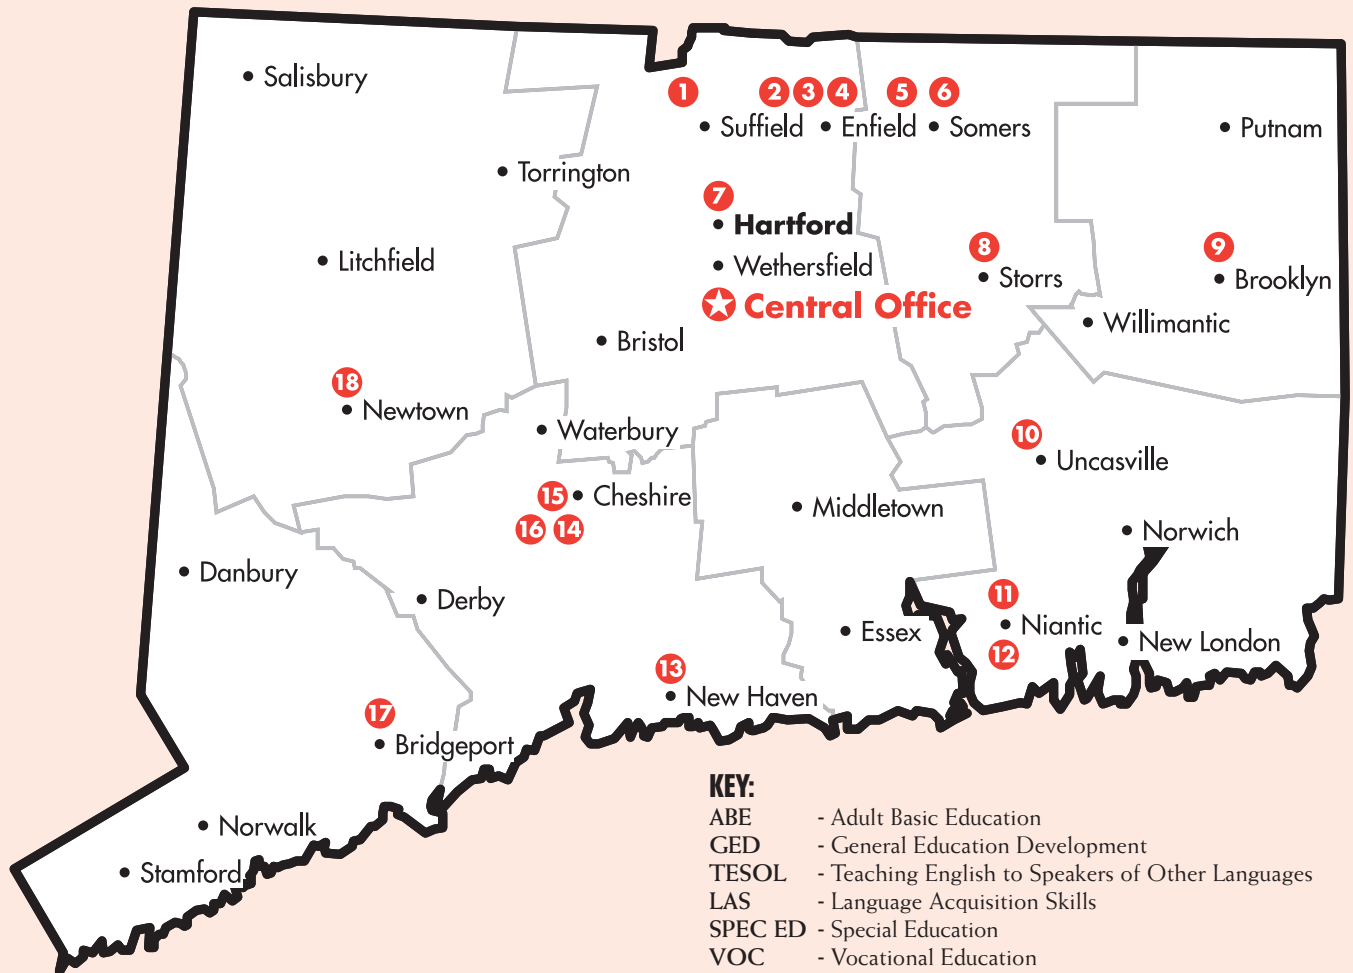 Salisbury
1 2 3 4 5 6
Suffield Enfield Somers Putnam
Torrington
7
Hartford
8 9
Litchfield Wethersfield Storrs Brooklyn
Central Office
Willimantic
Bristol
18
Newtown
Waterbury
10
Uncasville
15 Cheshire
Middletown
16 14
Norwich
Danbury
11
Derby
Niantic
Essex
New London
12
13
New Haven
17
Bridgeport
Norwalk
Stamford
KEY:
ABE - Adult Basic Education
GED - General Education Development
TESOL - Teaching English to Speakers of Other Languages
LAS - Language Acquisition Skills
SPEC ED - Special Education
VOC - Vocational Education